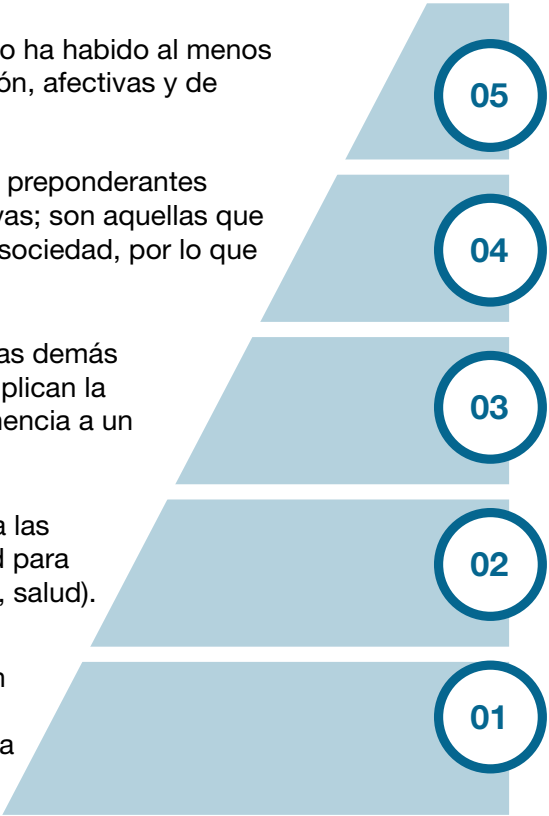 o ha habido al menos
ón, afectivas y de
05
preponderantes
vas; son aquellas que
sociedad, por lo que
04
as demás
plican la
nencia a un
03
a las
d para
, salud).
02
n
a
01